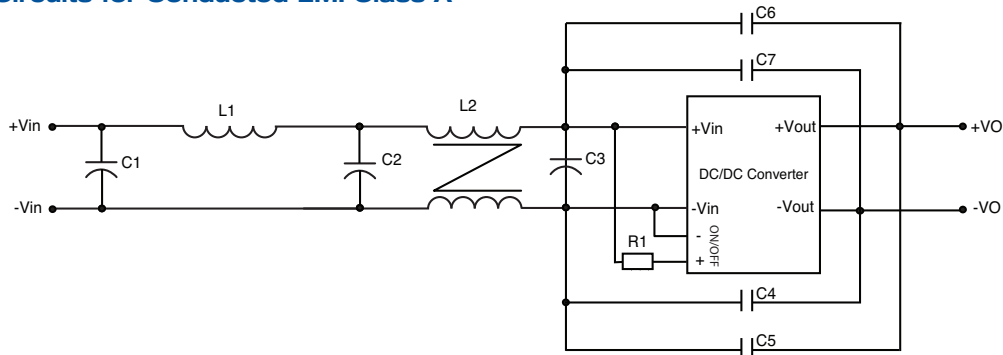 Circuits for Conducted EMI Class A
C6
C7
L1
L2
+Vin
C1
C2
C3
+Vin
+Vout
+VO
DC/DC Converter
-Vin
-Vin
-Vout
-VO
R1
-
+
ON/OFF
C4
C5